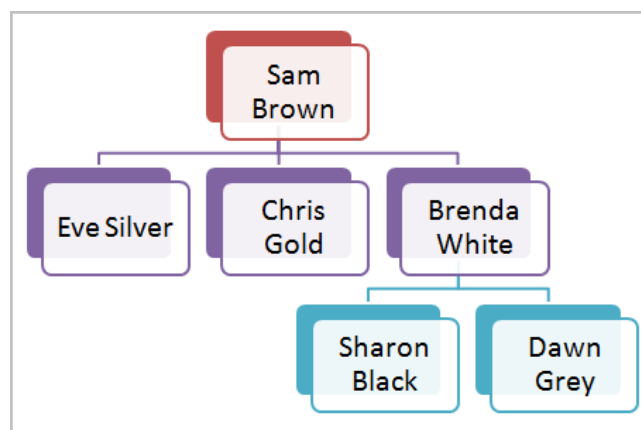 Sam
Brown
Eve Silver
Chris
Gold
Brenda
White
Sharon
Black
Dawn
Grey